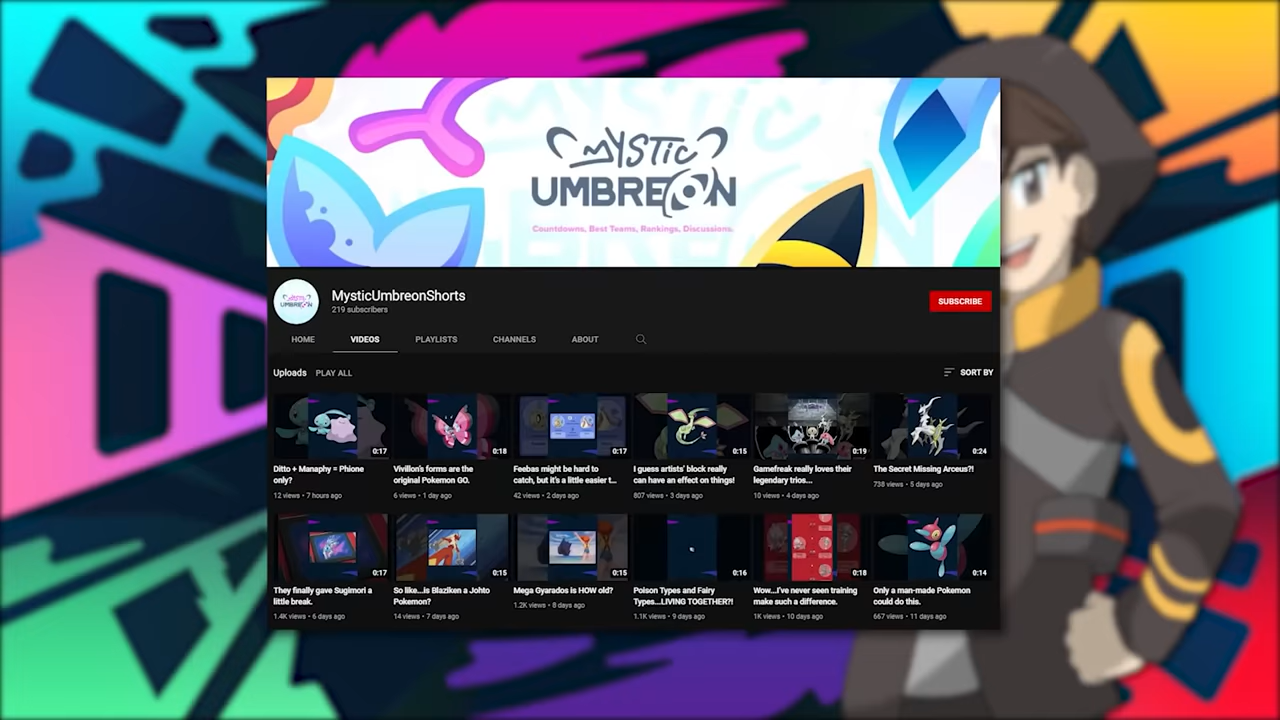 MYSTIC
UMBREON
Countdowns, Best Teams, Rankings, Discussions.
MysticUmbreonShorts
219 subscribers
SUBSCRIBE
HOME VIDEOS PLAYLISTS CHANNELS ABOUT
Uploads PLAY ALL SORT BY
0:17 0:18 0:17 0:15 0:19 0:24
Ditto + Manaphy = Phione
only?
12 views • 7 hours ago
Vivillon's forms are the
original Pokemon GO.
6 views • 1 day ago
Feebas might be hard to
catch, but it's a little easier t...
42 views • 2 days ago
I guess artists' block really
can have an effect on things!
807 views • 3 days ago
Gamefreak really loves their
legendary trios...
10 views • 4 days ago
The Secret Missing Arceus?!
738 views • 5 days ago
0:17 0:15 0:15 0:16 0:18 0:14
They finally gave Sugimori a
little break.
1.4K views • 6 days ago
So like...is Blaziken a Johto
Pokemon?
14 views • 7 days ago
Mega Gyarados is HOW old?
1.2K views • 8 days ago
Poison Types and Fairy
Types...LIVING TOGETHER?!
1.1K views • 9 days ago
Wow...I've never seen training
make such a difference.
1K views • 10 days ago
Only a man-made Pokemon
could do this.
667 views • 11 days ago